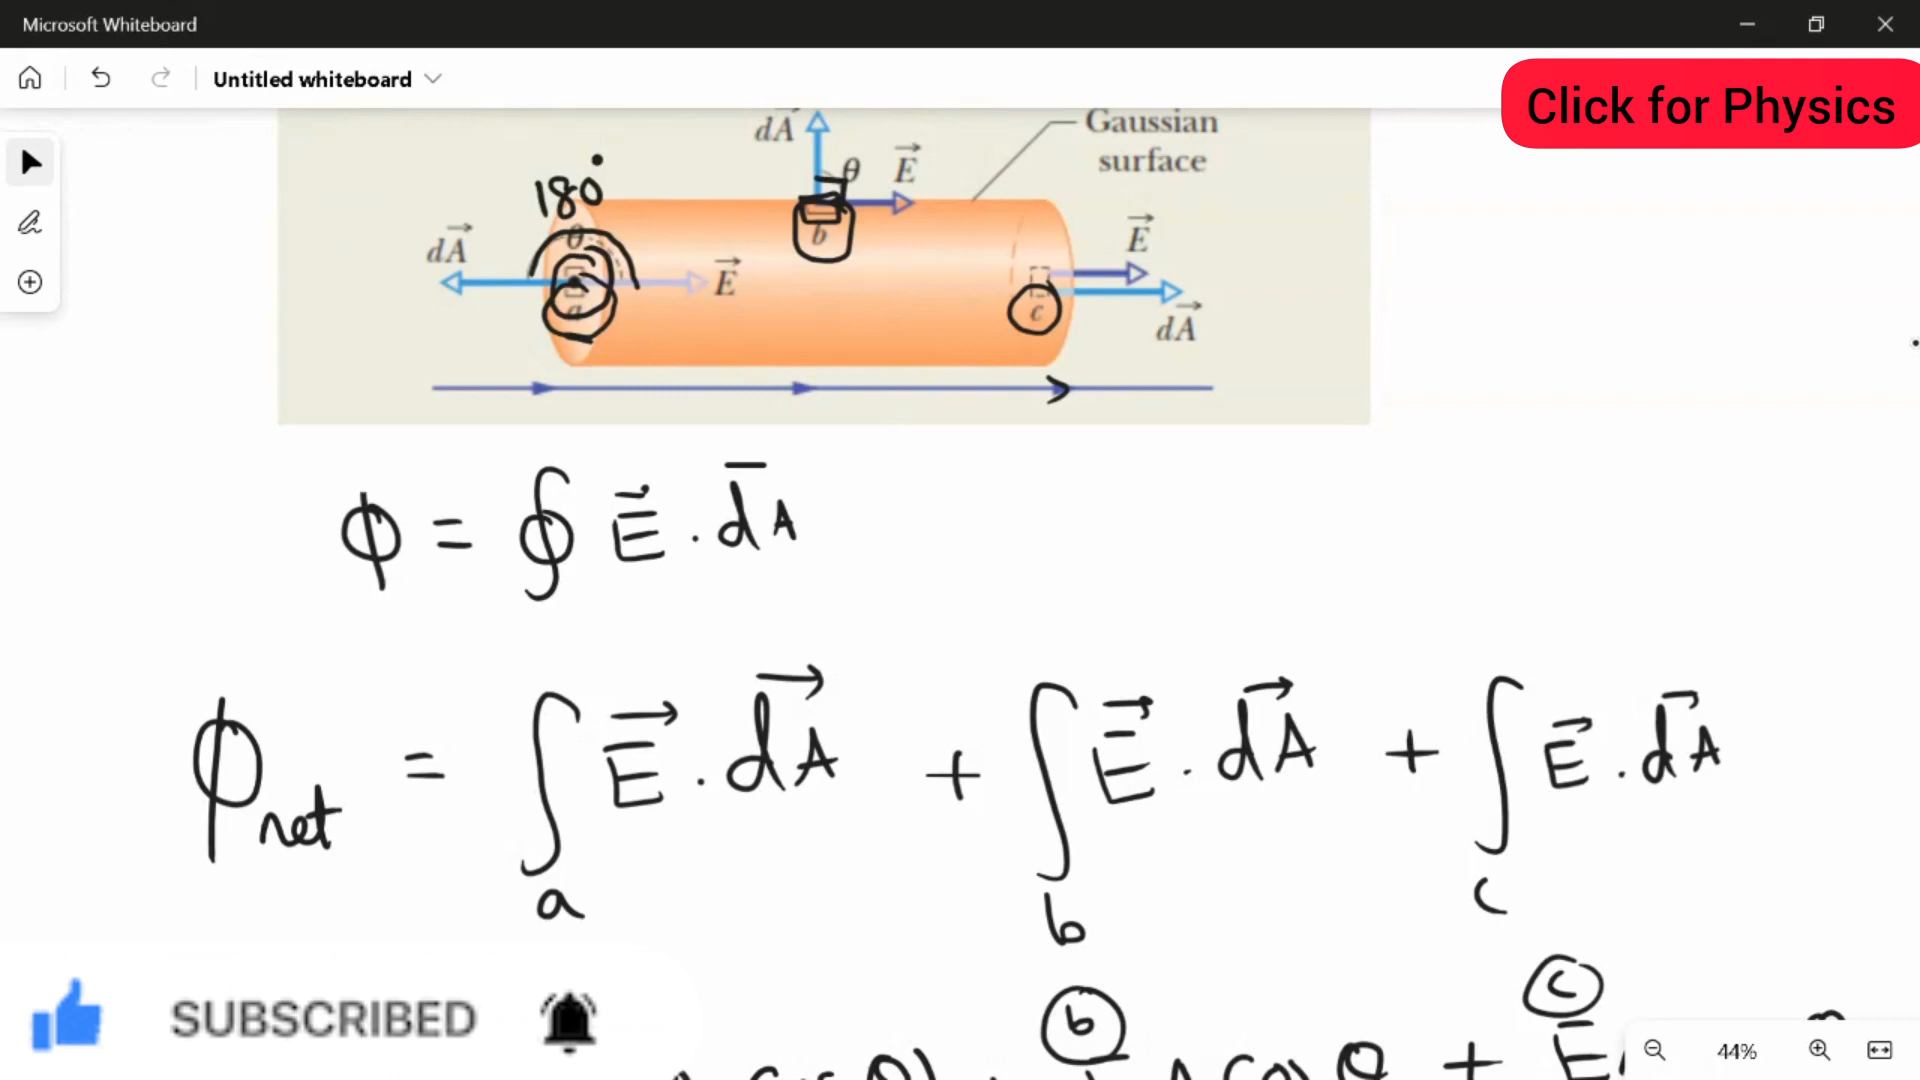 Microsoft Whiteboard
Untitled whiteboard
Click for Physics
dA⃗
Gaussian
surface
θ E⃗
180°
b
θ
dA⃗
E⃗
E⃗
a
c
dA⃗
ϕ = ∮ E⃗ . dA
ϕnet = ∫ E⃗ . dA⃗ + ∫ E⃗ . dA⃗ + ∫ E⃗ . dA⃗
a b c
b c
SUBSCRIBED
θ + E
44%